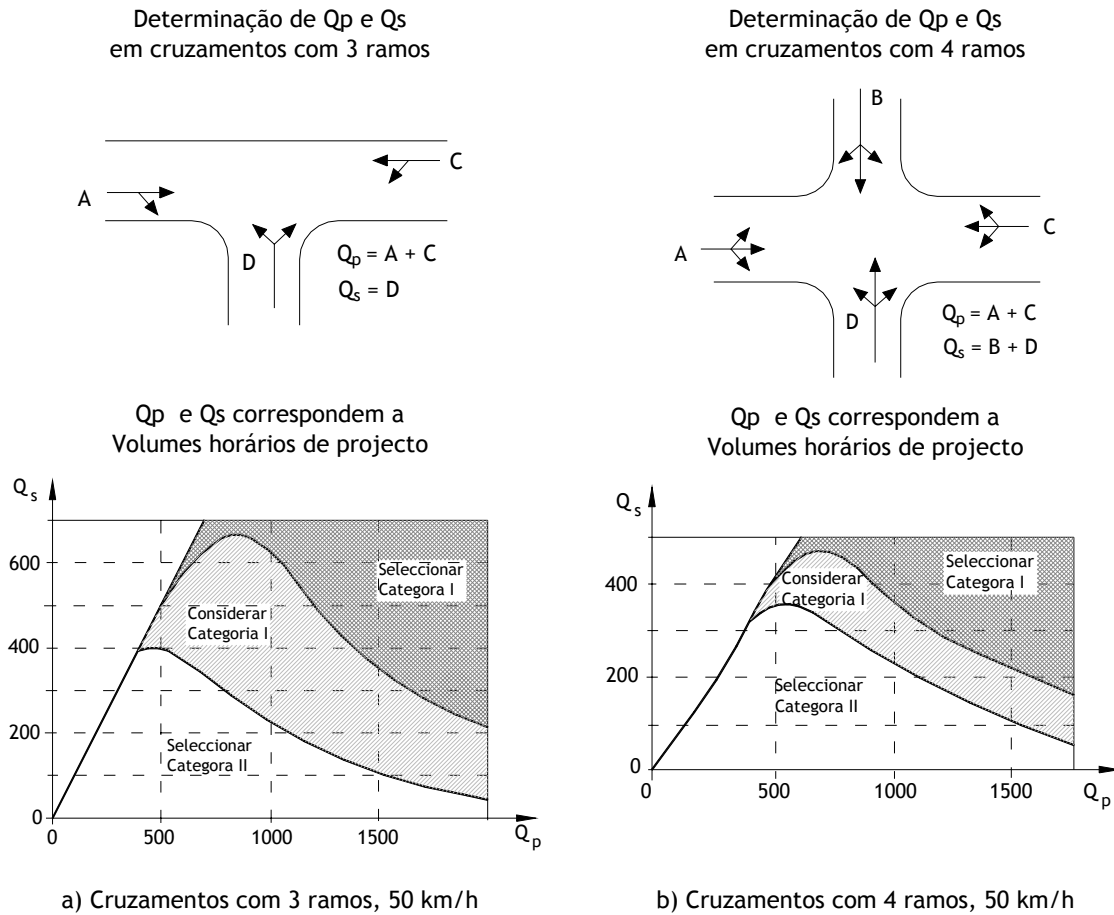 Determinação de Qp e Qs
em cruzamentos com 3 ramos
A
C
D
Qp = A + C
Qs = D
Qp e Qs correspondem a
Volumes horários de projecto
Qs
600
400
200
0
Seleccionar
Categora I
Considerar
Categoria I
Seleccionar
Categora II
0
500
1000
1500
Qp
a) Cruzamentos com 3 ramos, 50 km/h
Determinação de Qp e Qs
em cruzamentos com 4 ramos
B
A
C
D
Qp = A + C
Qs = B + D
Qp e Qs correspondem a
Volumes horários de projecto
Qs
400
200
0
Considerar
Categoria I
Seleccionar
Categora I
Seleccionar
Categora II
0
500
1000
1500
Qp
b) Cruzamentos com 4 ramos, 50 km/h